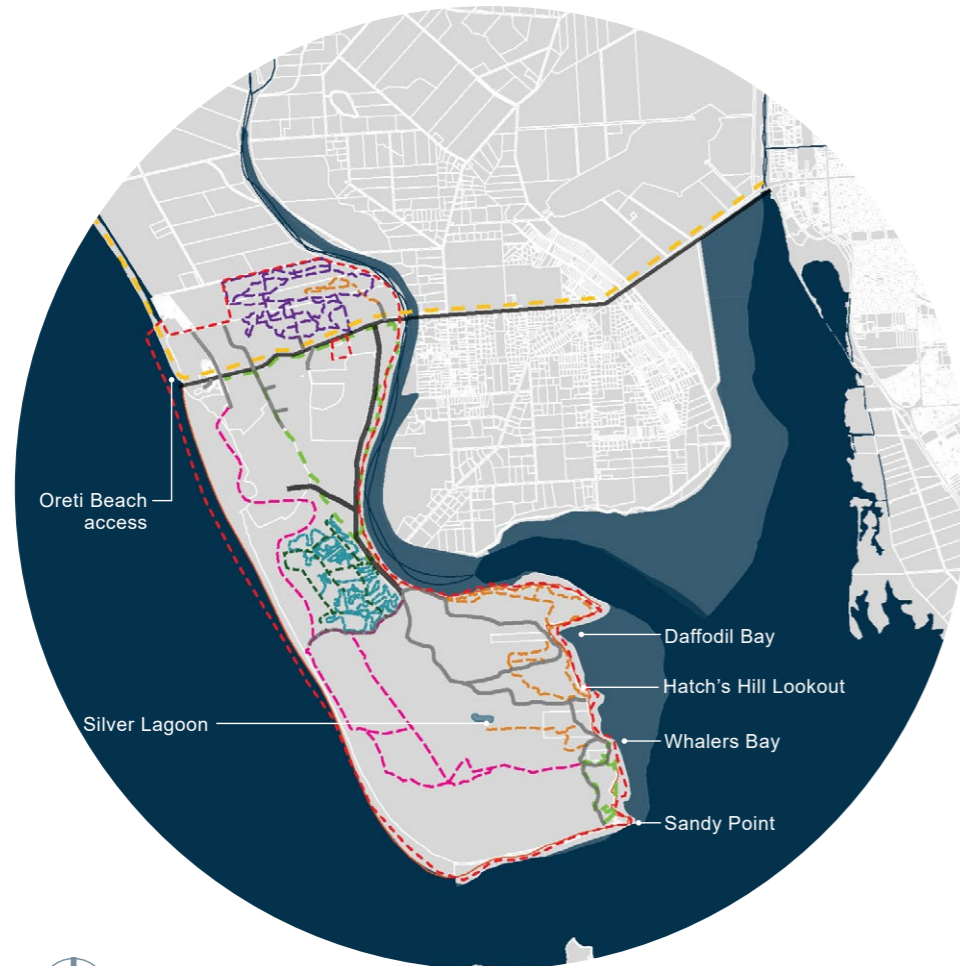 Oreti Beach
access
Daffodil Bay
Hatch's Hill Lookout
Silver Lagoon
Whalers Bay
Sandy Point